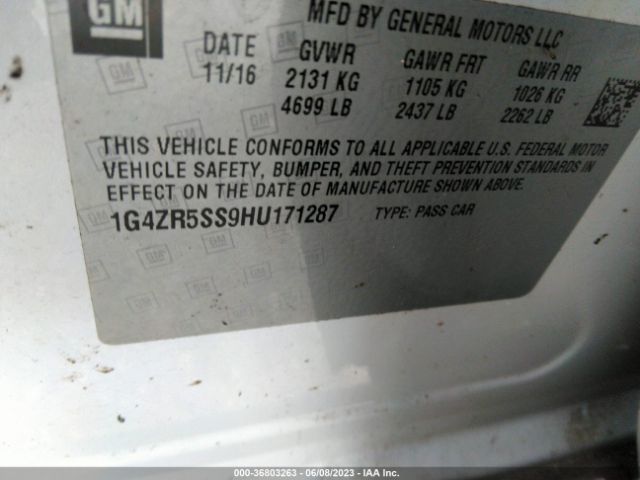 GM
MFD BY GENERAL MOTORS LLC
DATE GVWR GAWR FRT GAWR RR
11/16 2131 KG 1105 KG 1026 KG
4699 LB 2437 LB 2262 LB
THIS VEHICLE CONFORMS TO ALL APPLICABLE U.S. FEDERAL MOTOR
VEHICLE SAFETY, BUMPER, AND THEFT PREVENTION STANDARDS IN
EFFECT ON THE DATE OF MANUFACTURE SHOWN ABOVE.
1G4ZR5SS9HU171287 TYPE: PASS CAR
000-36803263 - 06/08/2023 - IAA Inc.